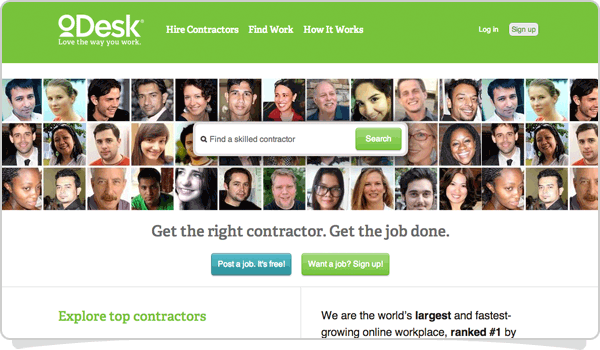 oDesk®
Love the way you work.
Hire Contractors Find Work How It Works
Log in Sign up
Find a skilled contractor Search
Get the right contractor. Get the job done.
Post a job. It's free! Want a job? Sign up!
Explore top contractors
We are the world's largest and fastest-
growing online workplace, ranked #1 by